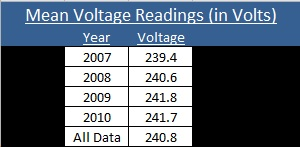 Mean Voltage Readings (in Volts)
Year Voltage
2007 239.4
2008 240.6
2009 241.8
2010 241.7
All Data 240.8